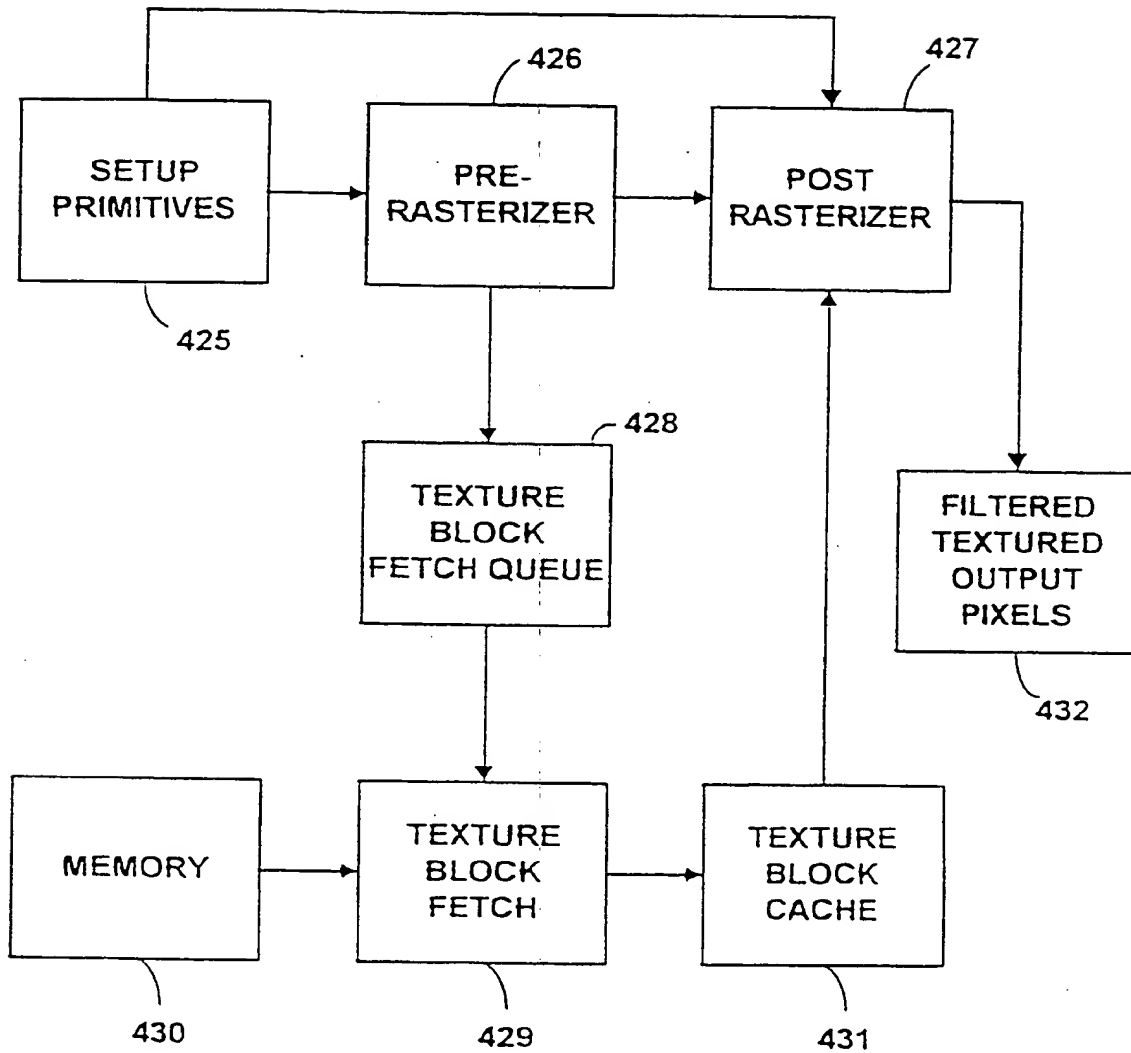 426
427
SETUP
PRIMITIVES
PRE-
RASTERIZER
POST
RASTERIZER
425
428
TEXTURE
BLOCK
FETCH QUEUE
FILTERED
TEXTURED
OUTPUT
PIXELS
432
MEMORY
TEXTURE
BLOCK
FETCH
TEXTURE
BLOCK
CACHE
430
429
431